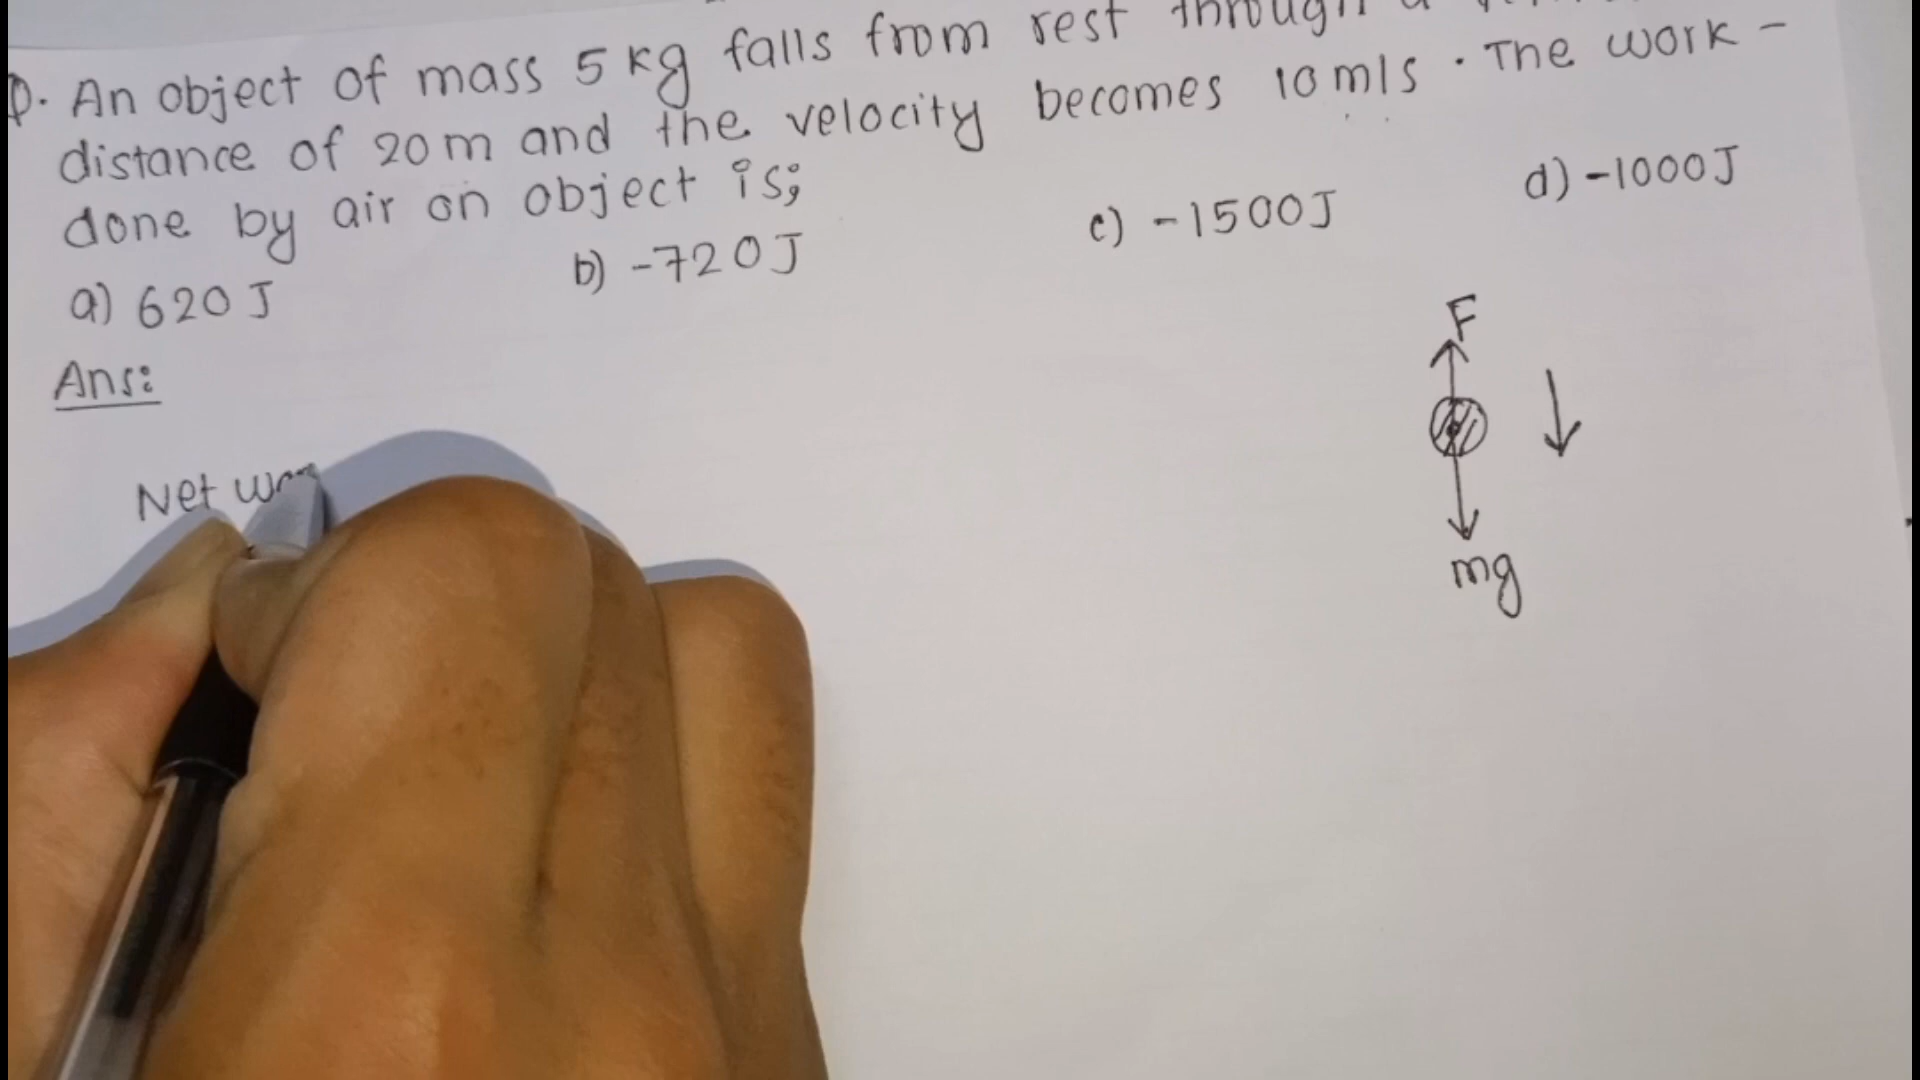 Q. An object of mass 5 kg falls from rest through a
distance of 20 m and the velocity becomes 10 m/s . The work -
done by air on object is;
a) 620 J b) -720 J c) -1500 J d) -1000 J
Ans:
F
Net
mg